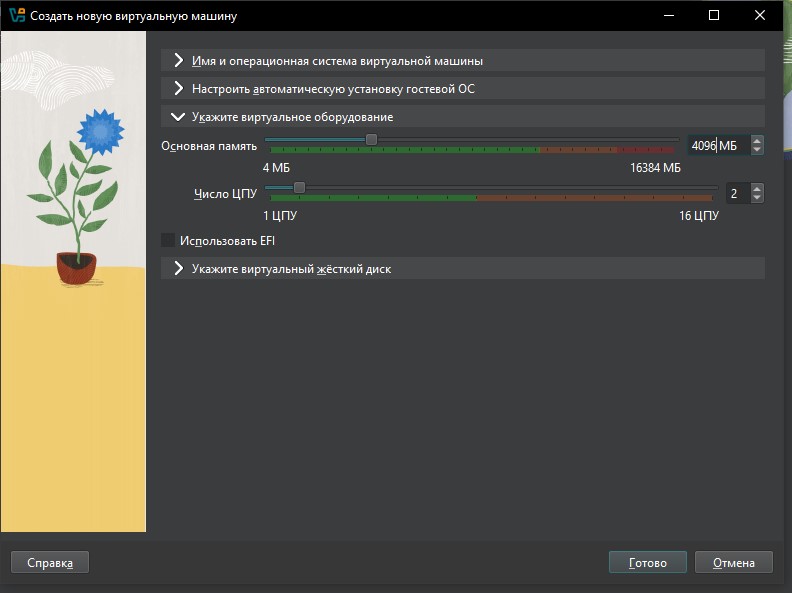 Создать новую виртуальную машину
Имя и операционная система виртуальной машины
Настроить автоматическую установку гостевой ОС
Укажите виртуальное оборудование
Основная память
4096 МБ
4 МБ
16384 МБ
Число ЦПУ
2
1 ЦПУ
16 ЦПУ
Использовать EFI
Укажите виртуальный жёсткий диск
Справка
Готово
Отмена